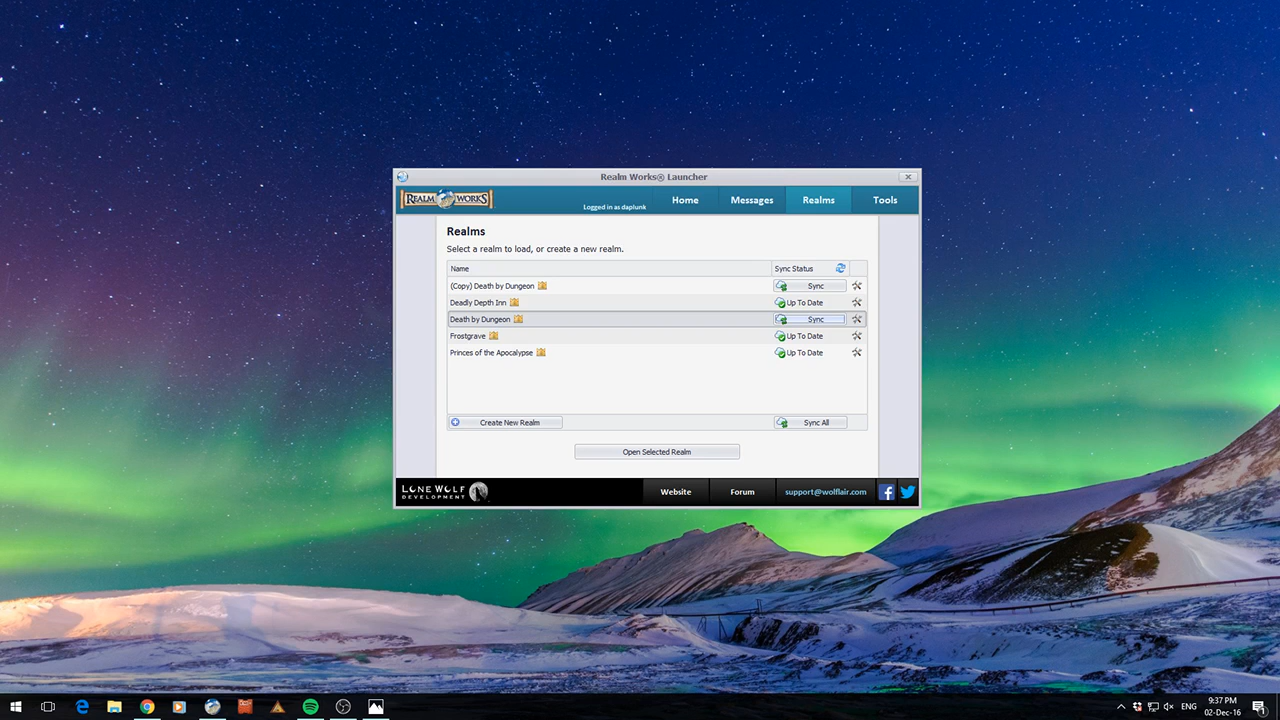 Realm Works® Launcher
REALM WORKS
Logged in as daplunk
Home
Messages
Realms
Tools
Realms
Select a realm to load, or create a new realm.
Name
Sync Status
(Copy) Death by Dungeon
Sync
Deadly Depth Inn
Up To Date
Death by Dungeon
Sync
Frostgrave
Up To Date
Princes of the Apocalypse
Up To Date
Create New Realm
Sync All
Open Selected Realm
LONE WOLF
DEVELOPMENT
Website
Forum
support@wolflair.com
ENG
9:37 PM
02-Dec-16
1